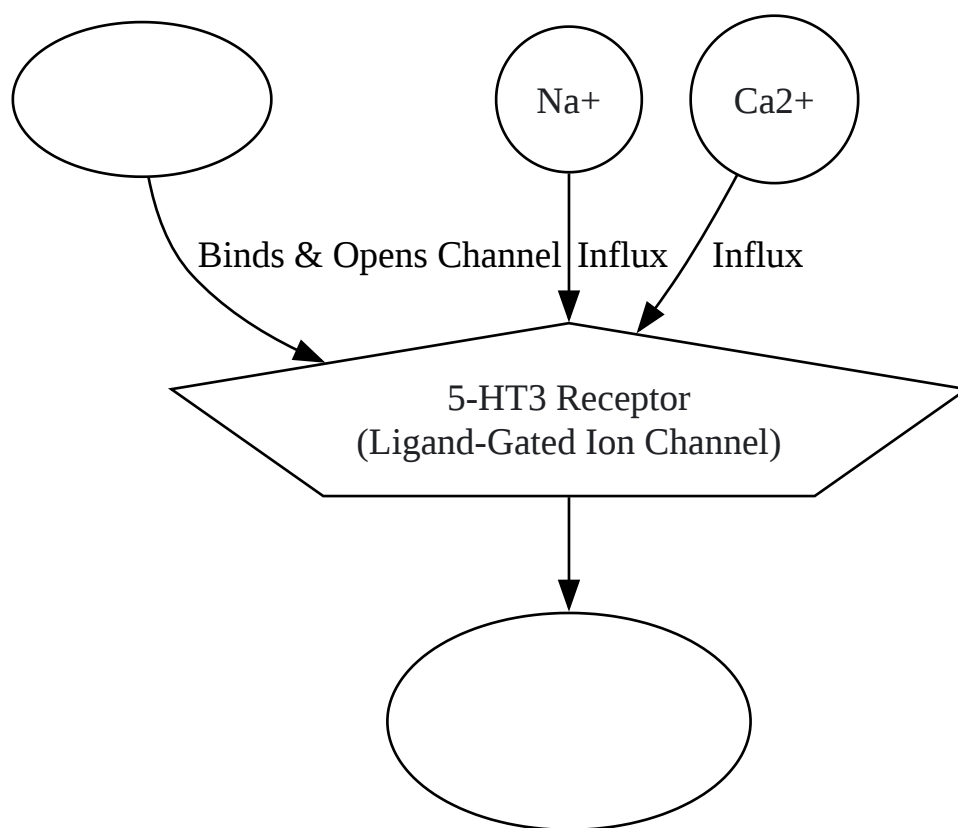 Na+
Ca2+
Binds & Opens Channel
Influx
Influx
5-HT3 Receptor
(Ligand-Gated Ion Channel)